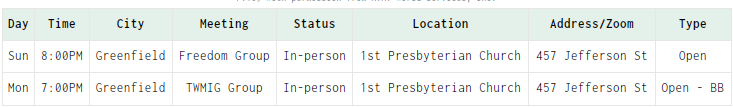 Day Time City Meeting Status Location Address/Zoom Type
Sun 8:00PM Greenfield Freedom Group In-person 1st Presbyterian Church 457 Jefferson St Open
Mon 7:00PM Greenfield TWMIG Group In-person 1st Presbyterian Church 457 Jefferson St Open - BB